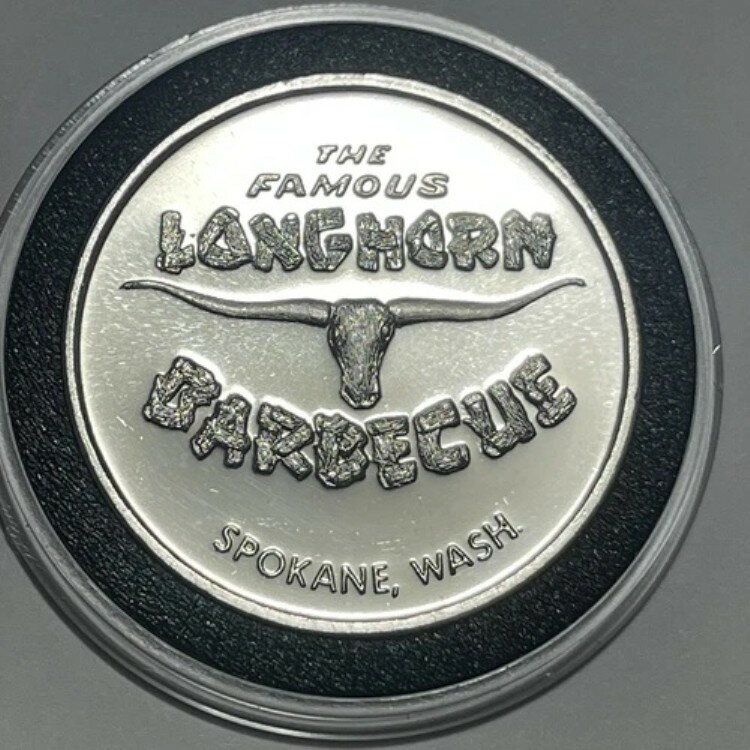 THE
FAMOUS
LONGHORN
BARBECUE
SPOKANE, WASH.